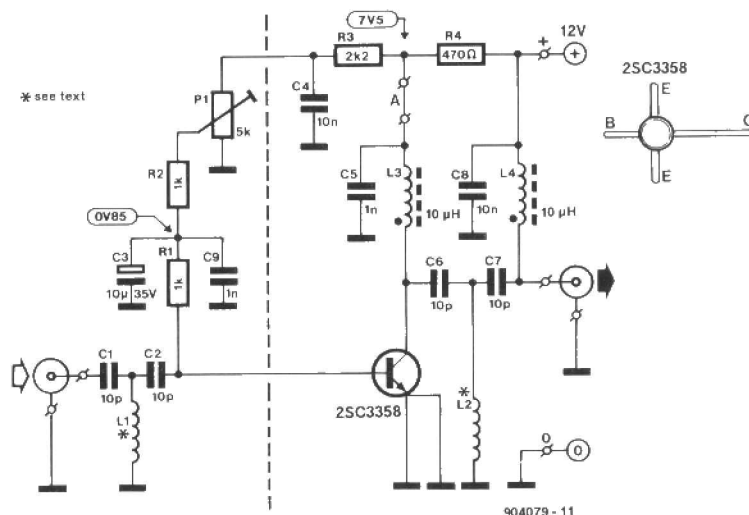 7V5
R3
2k2
R4
470Ω
+
12V
+
2SC3358
B
E
C
E
* see text
P1
5k
C4
10n
A
R2
1k
C5
1n
L3
10 µH
C8
10n
L4
10 µH
0V85
C3
10µ 35V
R1
1k
C9
1n
C6
10p
C7
10p
C1
10p
C2
10p
L1
*
2SC3358
*
L2
0
0
904079 - 11